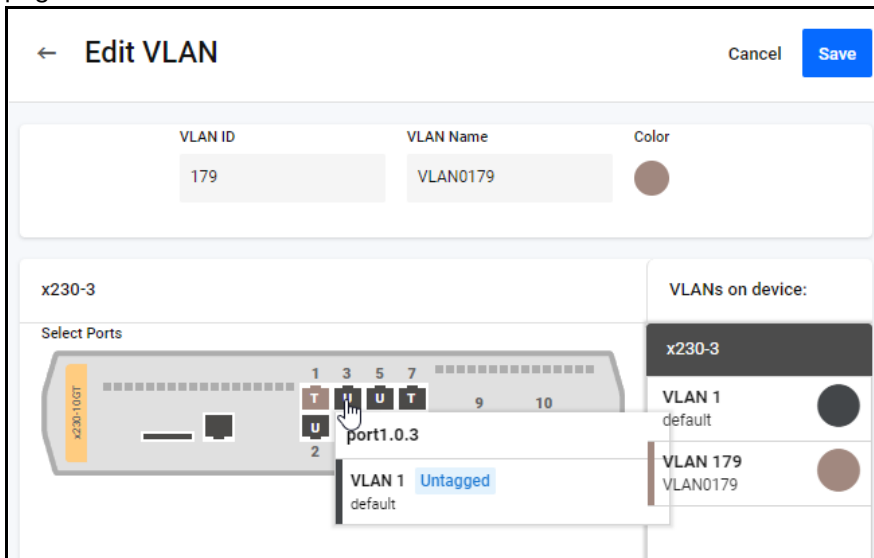 ← Edit VLAN
Cancel
Save
VLAN ID
VLAN Name
Color
179
VLAN0179
x230-3
VLANs on device:
Select Ports
x230-3
x230-10GT
1 3 5 7
T U U T
9 10
U
2
port1.0.3
VLAN 1 Untagged
default
VLAN 1
default
VLAN 179
VLAN0179